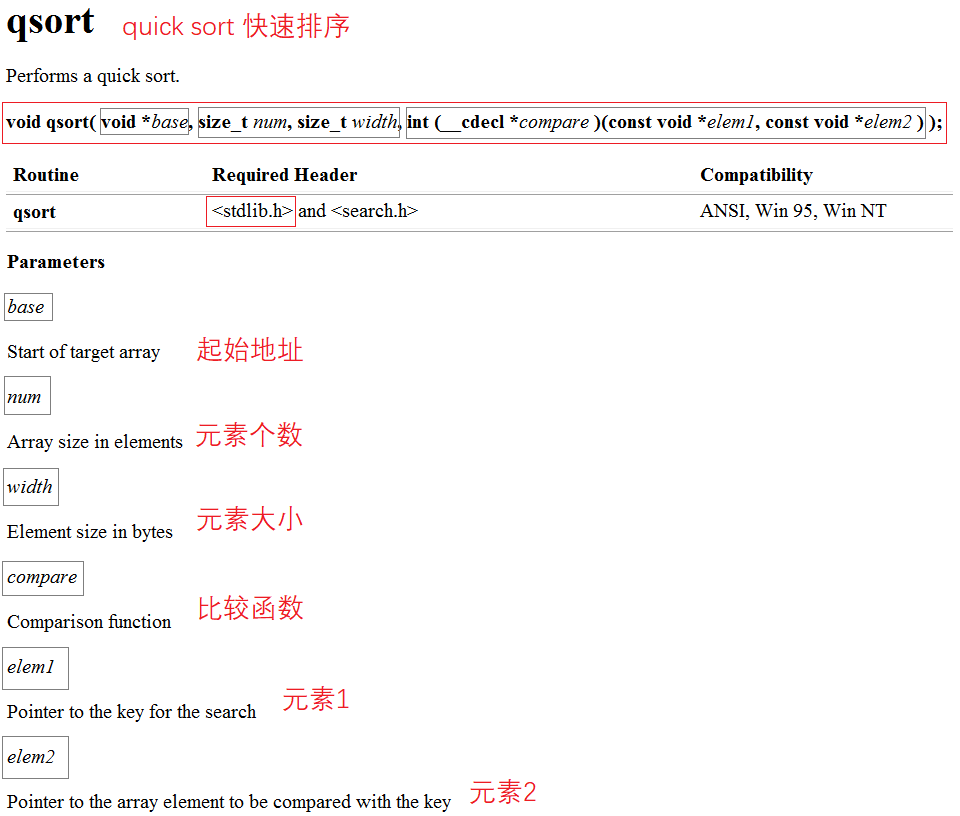 qsort quick sort 快速排序
Performs a quick sort.
void qsort( void *base, size_t num, size_t width, int (__cdecl *compare )(const void *elem1, const void *elem2 ) );
Routine Required Header Compatibility
qsort <stdlib.h> and <search.h> ANSI, Win 95, Win NT
Parameters
base
Start of target array 起始地址
num
Array size in elements 元素个数
width
Element size in bytes 元素大小
compare
Comparison function 比较函数
elem1
Pointer to the key for the search 元素1
elem2
Pointer to the array element to be compared with the key 元素2